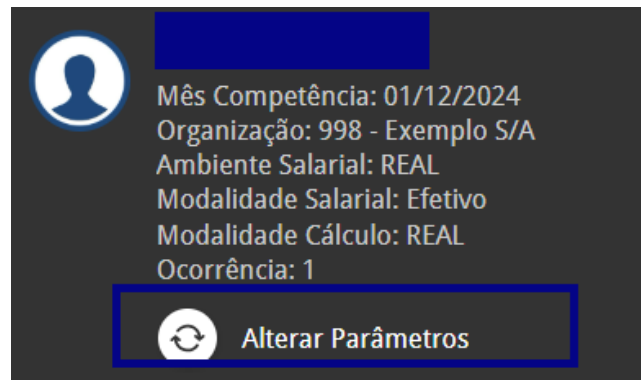 Mês Competência: 01/12/2024
Organização: 998 - Exemplo S/A
Ambiente Salarial: REAL
Modalidade Salarial: Efetivo
Modalidade Cálculo: REAL
Ocorrência: 1
Alterar Parâmetros